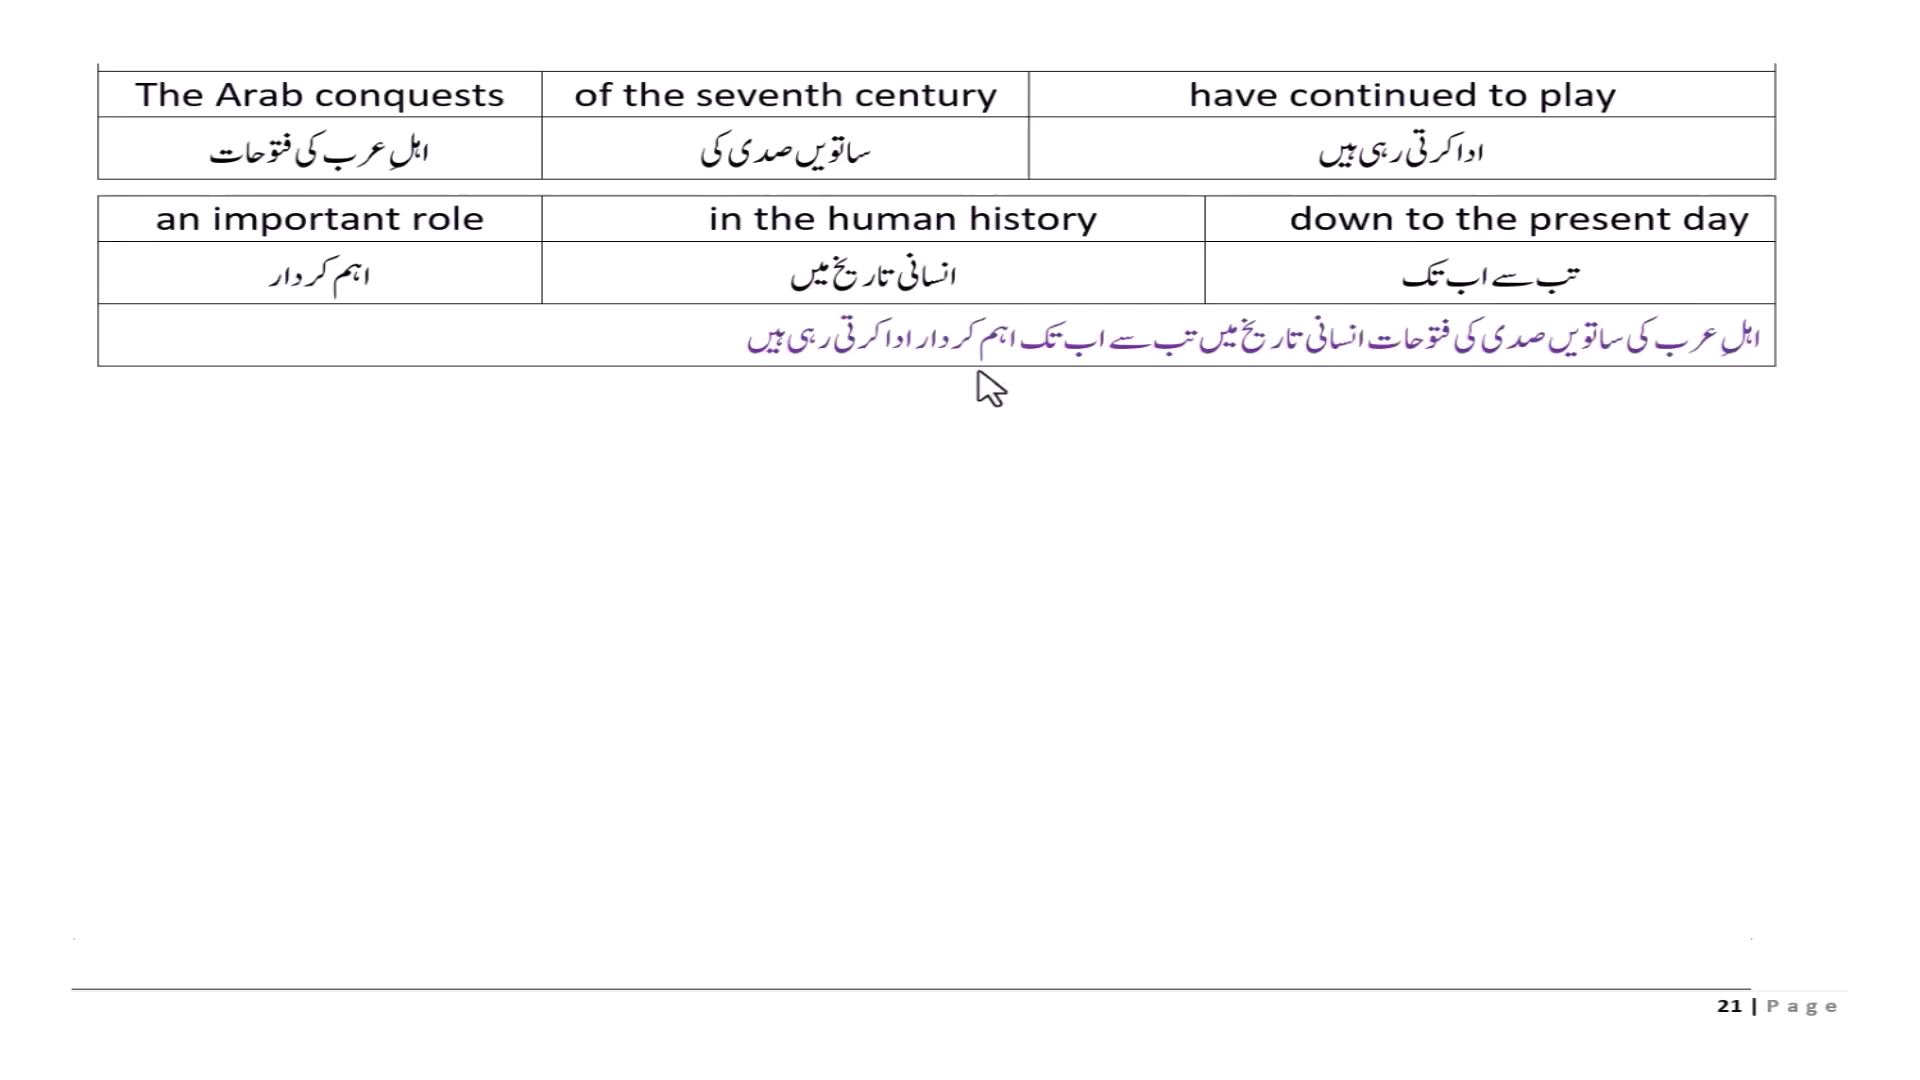 The Arab conquests of the seventh century have continued to play
اہلِ عرب کی فتوحات ساتویں صدی کی ادا کرتی رہی ہیں
an important role in the human history down to the present day
اہم کردار انسانی تاریخ میں تب سے اب تک
اہلِ عرب کی ساتویں صدی کی فتوحات انسانی تاریخ میں تب سے اب تک اہم کردار ادا کرتی رہی ہیں
21 | Page